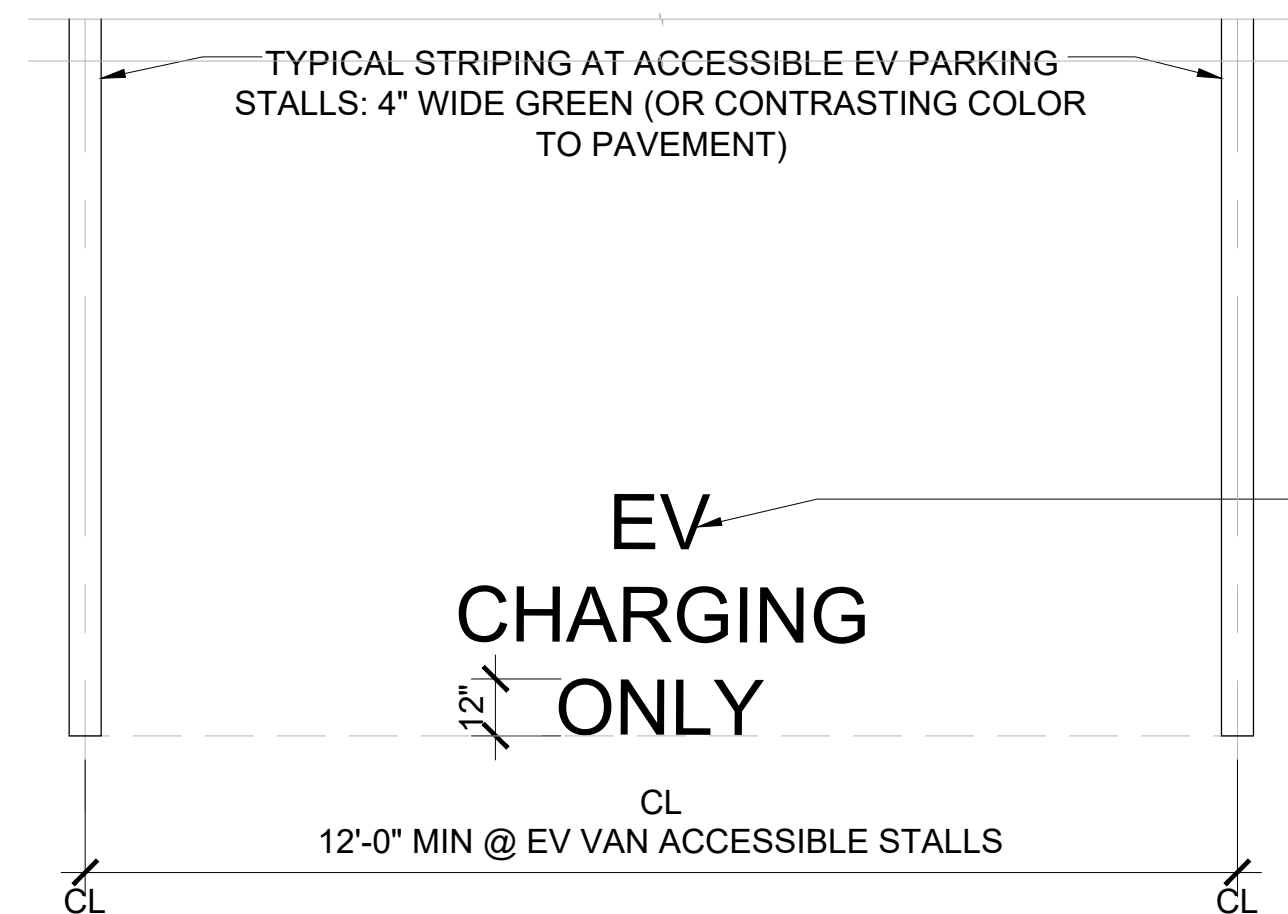 TYPICAL STRIPING AT ACCESSIBLE EV PARKING
STALLS: 4" WIDE GREEN (OR CONTRASTING COLOR
TO PAVEMENT)
EV
CHARGING
ONLY
12"
CL
12'-0" MIN @ EV VAN ACCESSIBLE STALLS
CL
CL